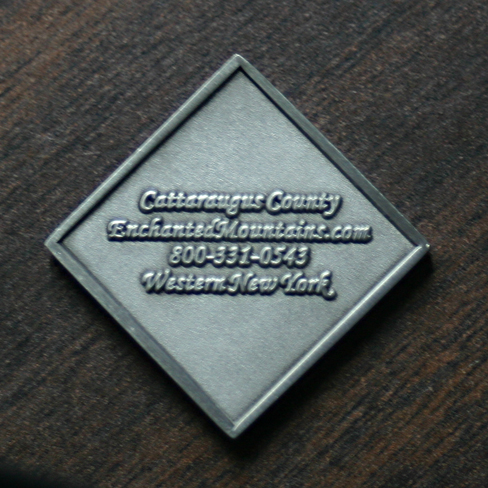 Cattaraugus County
EnchantedMountains.com
800-331-0543
Western New York